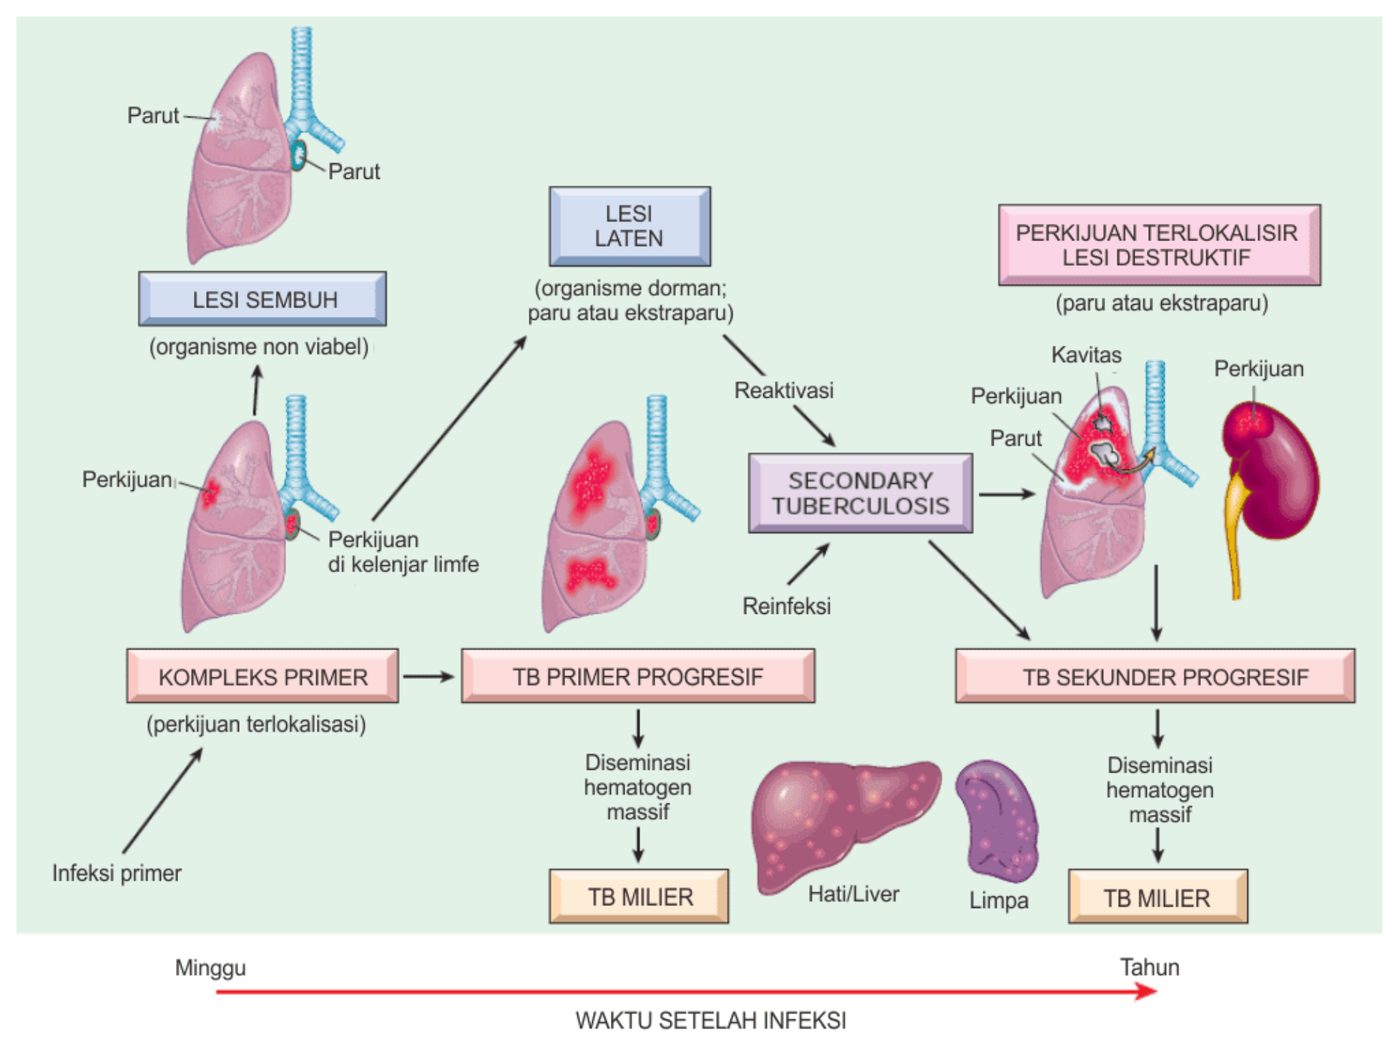 Parut
Parut
LESI SEMBUH
(organisme non viabel)
LESI
LATEN
(organisme dorman;
paru atau ekstraparu)
PERKIJUAN TERLOKALISIR
LESI DESTRUKTIF
(paru atau ekstraparu)
Reaktivasi
Kavitas
Perkijuan
Parut
Perkijuan
Perkijuan
Perkijuan
di kelenjar limfe
SECONDARY
TUBERCULOSIS
Reinfeksi
KOMPLEKS PRIMER
(perkijuan terlokalisasi)
TB PRIMER PROGRESIF
TB SEKUNDER PROGRESIF
Infeksi primer
Diseminasi
hematogen
massif
TB MILIER
Hati/Liver
Limpa
Diseminasi
hematogen
massif
TB MILIER
Minggu
Tahun
WAKTU SETELAH INFEKSI